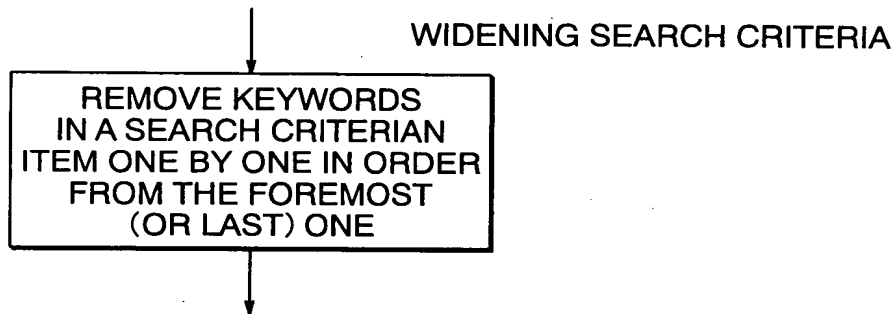 WIDENING SEARCH CRITERIA
REMOVE KEYWORDS
IN A SEARCH CRITERIAN
ITEM ONE BY ONE IN ORDER
FROM THE FOREMOST
(OR LAST) ONE